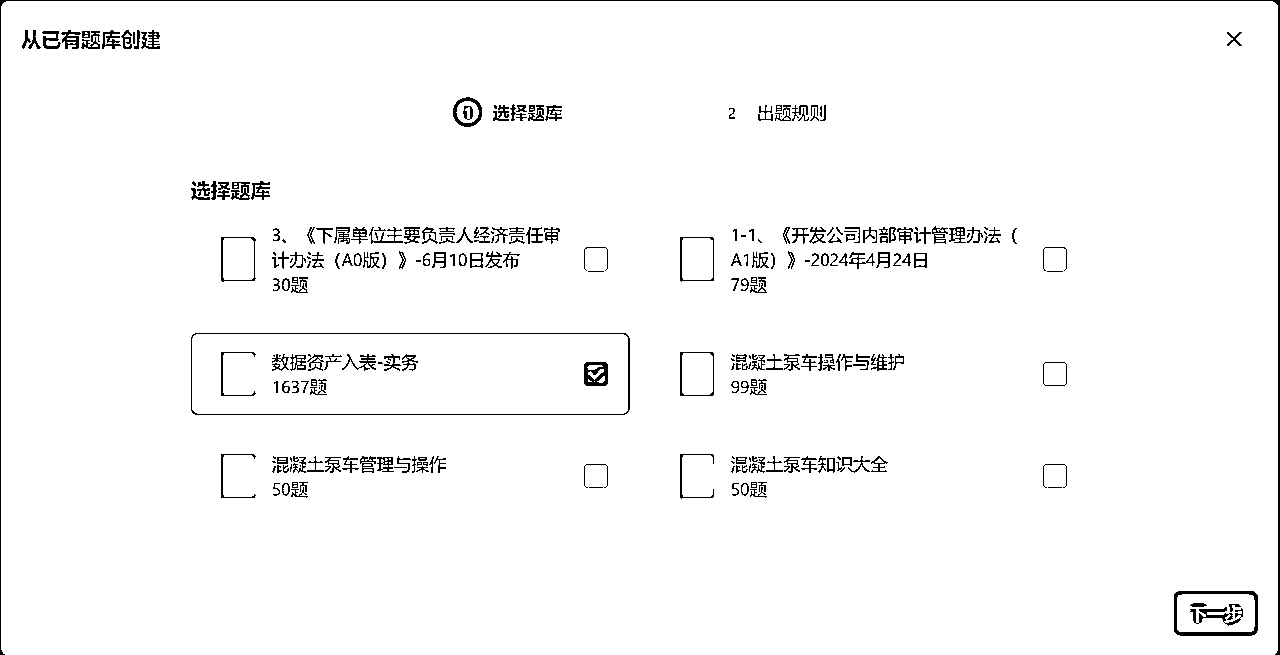 从已有题库创建
1 选择题库
2 出题规则
选择题库
3、《下属单位主要负责人经济责任审
计办法（A0版）》-6月10日发布
30题
1-1、《开发公司内部审计管理办法（
A1版）》-2024年4月24日
79题
数据资产入表-实务
1637题
混凝土泵车操作与维护
99题
混凝土泵车管理与操作
50题
混凝土泵车知识大全
50题
下一步